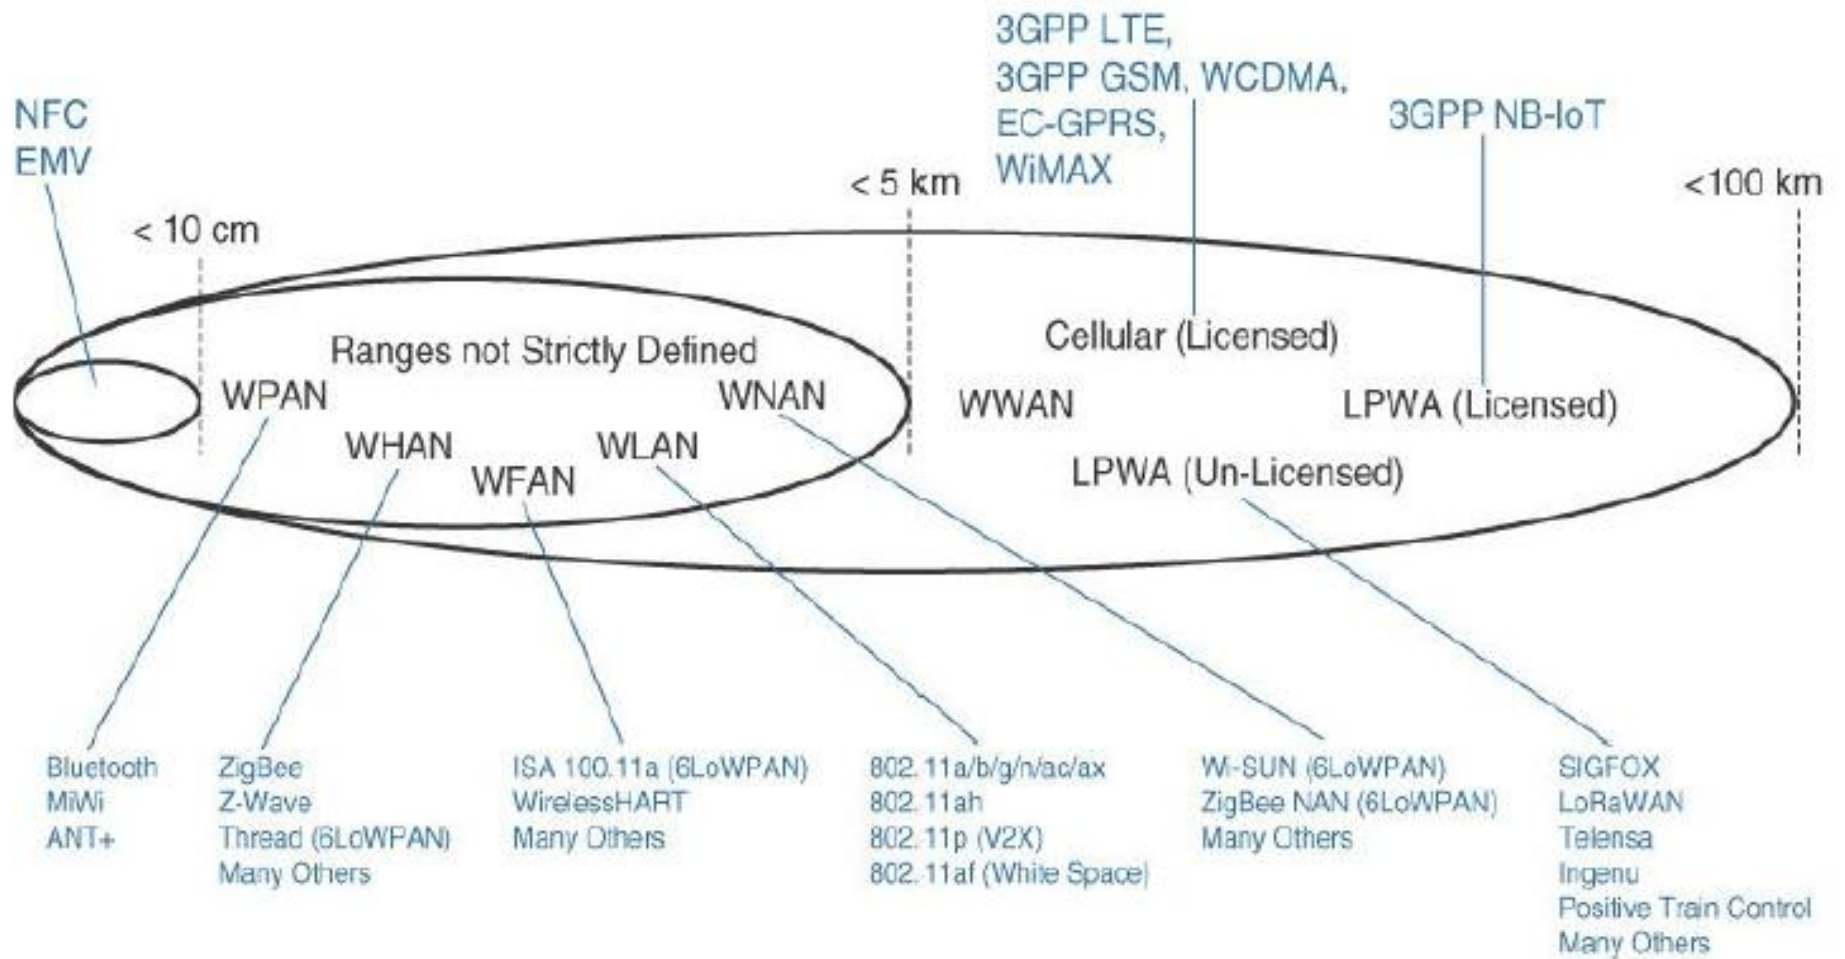 3GPP LTE,
3GPP GSM, WCDMA,
EC-GPRS,
WiMAX
NFC
EMV
3GPP NB-IoT
< 10 cm
< 5 km
<100 km
Ranges not Strictly Defined
Cellular (Licensed)
WPAN
WNAN
WWAN
LPWA (Licensed)
WHAN
WLAN
WFAN
LPWA (Un-Licensed)
Bluetooth
MiWi
ANT+
ZigBee
Z-Wave
Thread (6LoWPAN)
Many Others
ISA 100.11a (6LoWPAN)
WirelessHART
Many Others
802.11a/b/g/n/ac/ax
802.11ah
802.11p (V2X)
802.11af (White Space)
Wi-SUN (6LoWPAN)
ZigBee NAN (6LoWPAN)
Many Others
SIGFOX
LoRaWAN
Telensa
Ingenu
Positive Train Control
Many Others